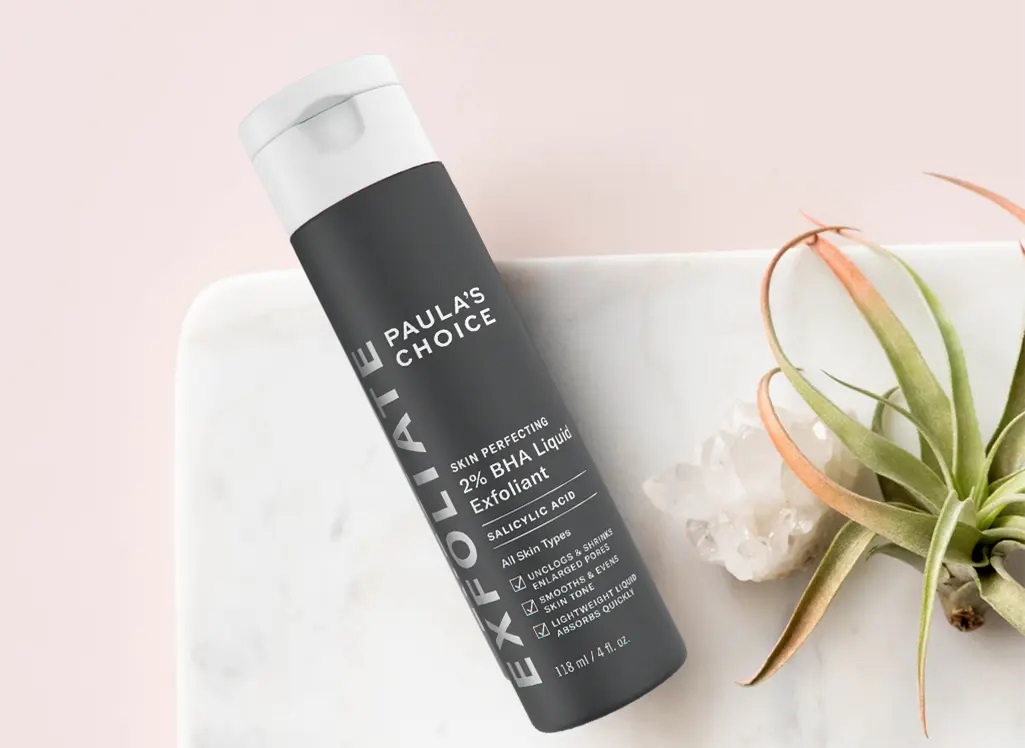 PAULA'S
CHOICE
EXFOLIATE
SKIN PERFECTING
2% BHA Liquid
Exfoliant
SALICYLIC ACID
All Skin Types
UNCLOGS & SHRINKS
ENLARGED PORES
SMOOTHS & EVENS
SKIN TONE
LIGHTWEIGHT LIQUID
ABSORBS QUICKLY
118 ml / 4 fl. oz.